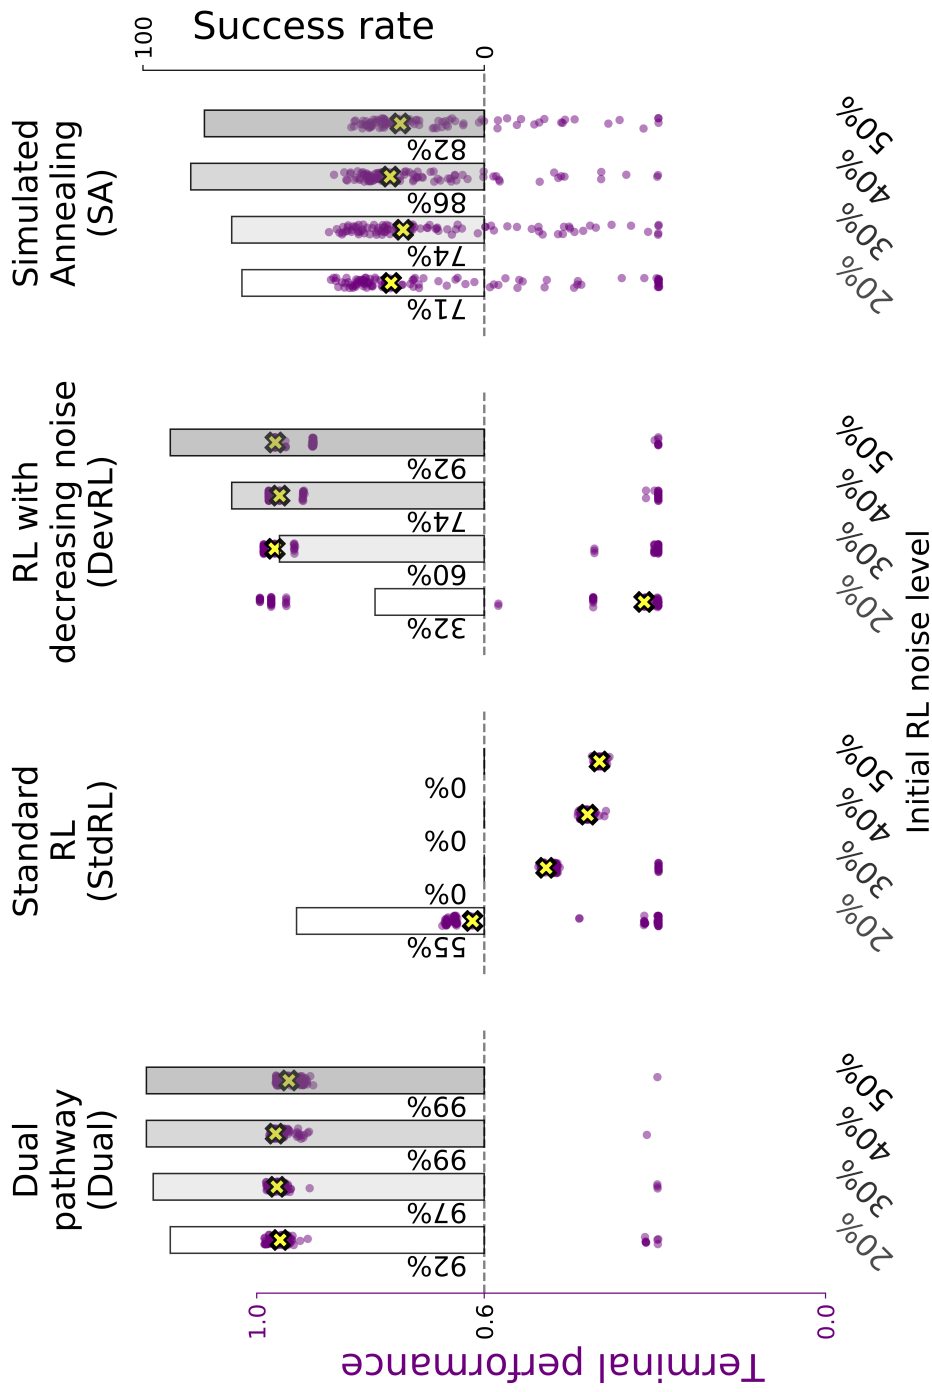 Dual
pathway
(Dual)
Standard
RL
(StdRL)
RL with
decreasing noise
(DevRL)
Simulated
Annealing
(SA)
Terminal performance
1.0
0.6
0.0
Success rate
100
0
92%
97%
99%
99%
55%
0%
0%
0%
32%
60%
74%
92%
71%
74%
86%
82%
20%
30%
40%
50%
20%
30%
40%
50%
20%
30%
40%
50%
20%
30%
40%
50%
Initial RL noise level